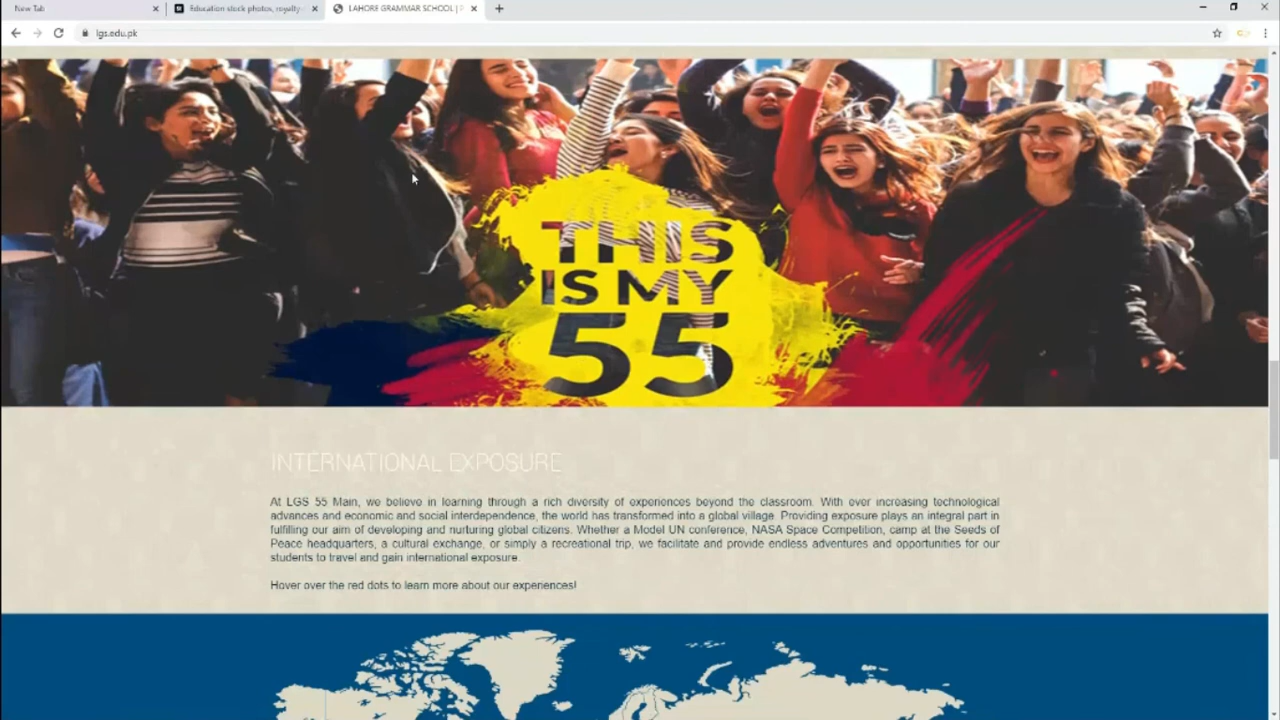 New Tab
Education stock photos, royalty
LAHORE GRAMMAR SCHOOL |
lgs.edu.pk
THIS
IS MY
55
INTERNATIONAL EXPOSURE
At LGS 55 Main, we believe in learning through a rich diversity of experiences beyond the classroom. With ever increasing technological
advances and economic and social interdependence, the world has transformed into a global village. Providing exposure plays an integral part in
fulfilling our aim of developing and nurturing global citizens. Whether a Model UN conference, NASA Space Competition, camp at the Seeds of
Peace headquarters, a cultural exchange, or simply a recreational trip, we facilitate and provide endless adventures and opportunities for our
students to travel and gain international exposure.
Hover over the red dots to learn more about our experiences!